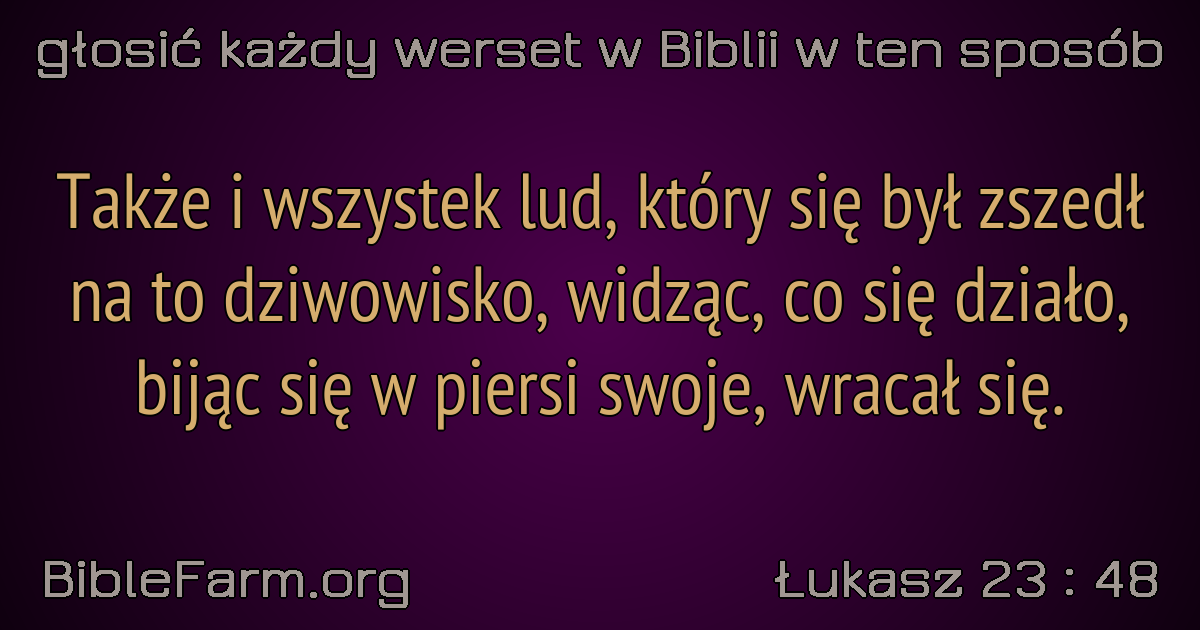 głosić każdy werset w Biblii w ten sposób
Także i wszystek lud, który się był zszedł
na to dziwowisko, widząc, co się działo,
bijąc się w piersi swoje, wracał się.
BibleFarm.org
Łukasz 23 : 48